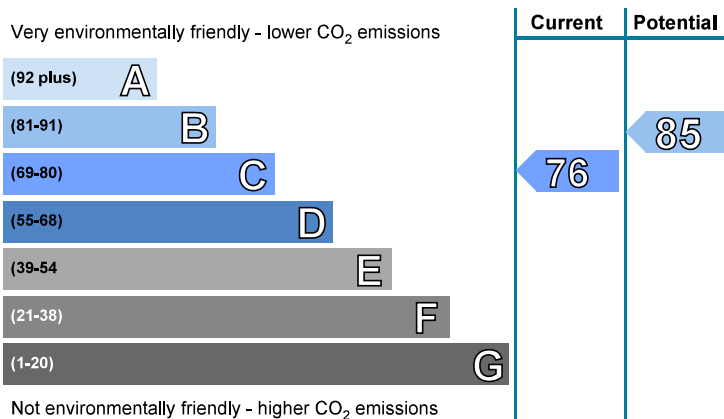 Very environmentally friendly - lower CO₂ emissions
Current
Potential
(92 plus) A
(81-91) B
(69-80) C
(55-68) D
(39-54 E
(21-38) F
(1-20) G
76
85
Not environmentally friendly - higher CO₂ emissions